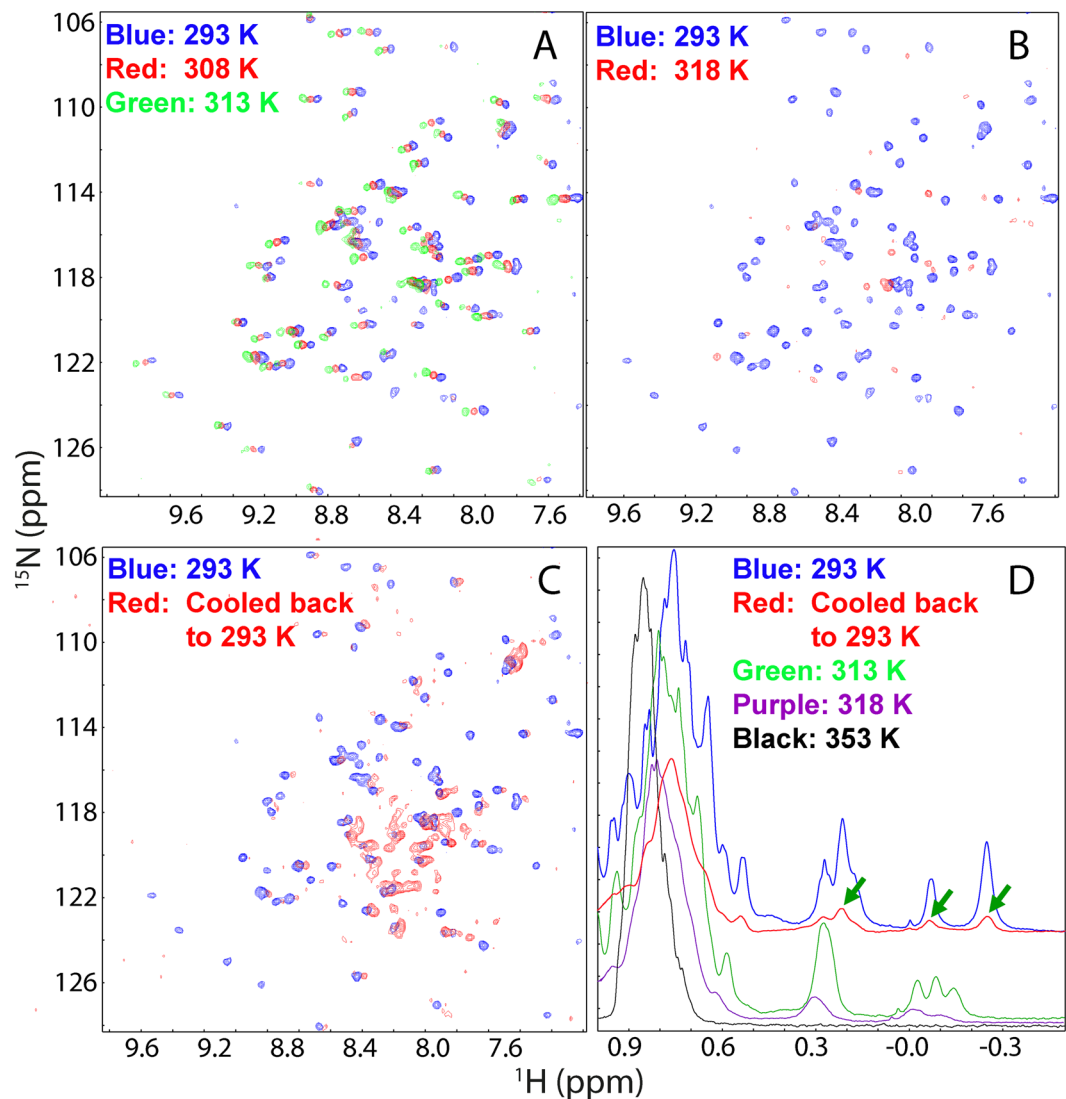 106
Blue: 293 K
Red: 308 K
Green: 313 K
A
110
114
118
122
126
9.6 9.2 8.8 8.4 8.0 7.6
Blue: 293 K
Red: 318 K
B
9.6 9.2 8.8 8.4 8.0 7.6
15N (ppm)
106
Blue: 293 K
Red: Cooled back
to 293 K
C
110
114
118
122
126
9.6 9.2 8.8 8.4 8.0 7.6
Blue: 293 K
Red: Cooled back
to 293 K
Green: 313 K
Purple: 318 K
Black: 353 K
D
0.9 0.6 0.3 -0.0 -0.3
1H (ppm)